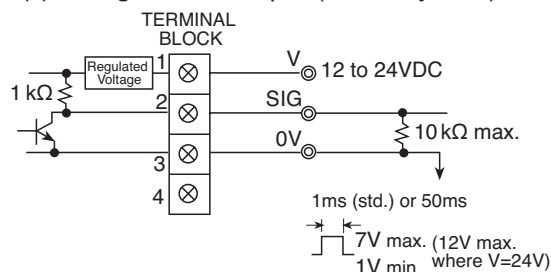 TERMINAL
BLOCK
Regulated
Voltage
1
V
12 to 24VDC
1 kΩ
2
SIG
10 kΩ max.
0V
3
4
1ms (std.) or 50ms
7V max. (12V max.
1V min. where V=24V)